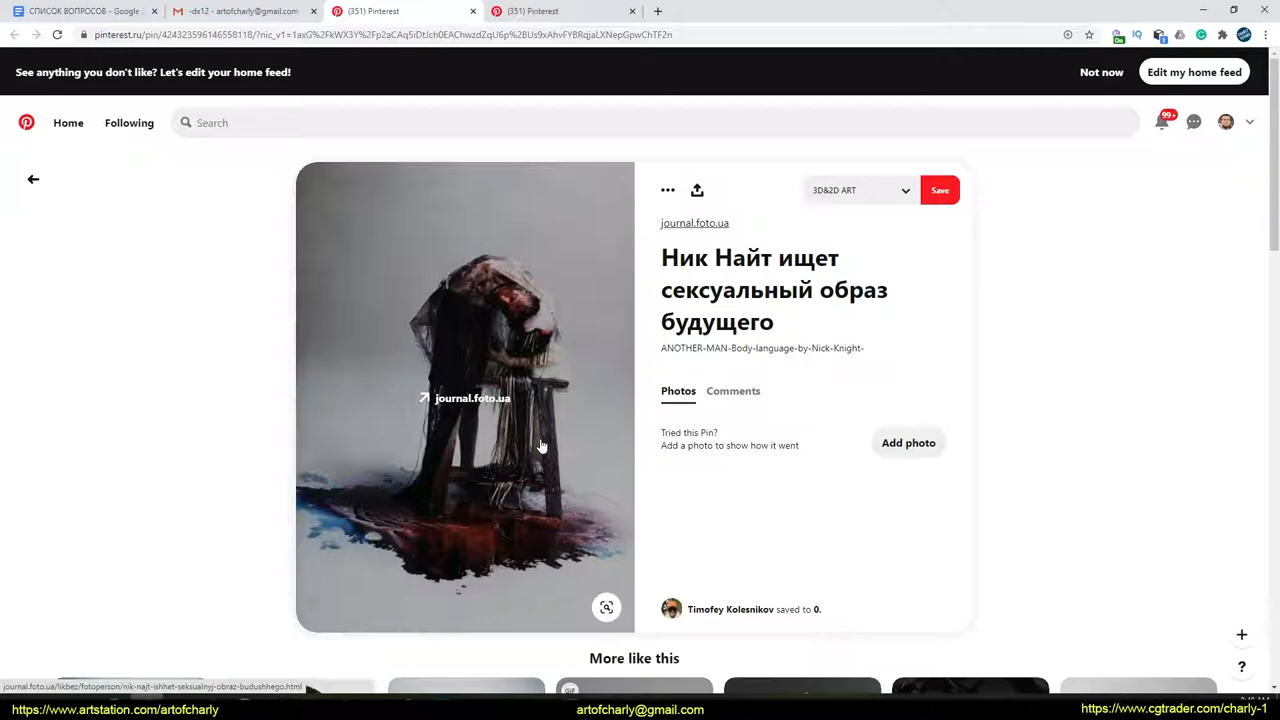 СПИСОК ВОПРОСОВ - Google
-dx12 - artofcharly@gmail.com
(351) Pinterest
(351) Pinterest
pinterest.ru/pin/424323596146558118/?nic_v1=1axG%2FkWX3Y%2Fp2aCAq5iDt/ch0EAChwzdZqU6p%2BUs9xAhvFYBRqjaLXNepGpwChTF2n
See anything you don't like? Let's edit your home feed!
Not now
Edit my home feed
Home
Following
Search
99+
3D&2D ART
Save
journal.foto.ua
Ник Найт ищет
сексуальный образ
будущего
ANOTHER-MAN-Body-language-by-Nick-Knight-
Photos
Comments
journal.foto.ua
Tried this Pin?
Add a photo to show how it went
Add photo
Timofey Kolesnikov saved to 0.
More like this
GIF
journal.foto.ua/likbez/fotoperson/nik-najt-ishhet-seksualnyj-obraz-budushhego.html
https://www.artstation.com/artofcharly
artofcharly@gmail.com
https://www.cgtrader.com/charly-1